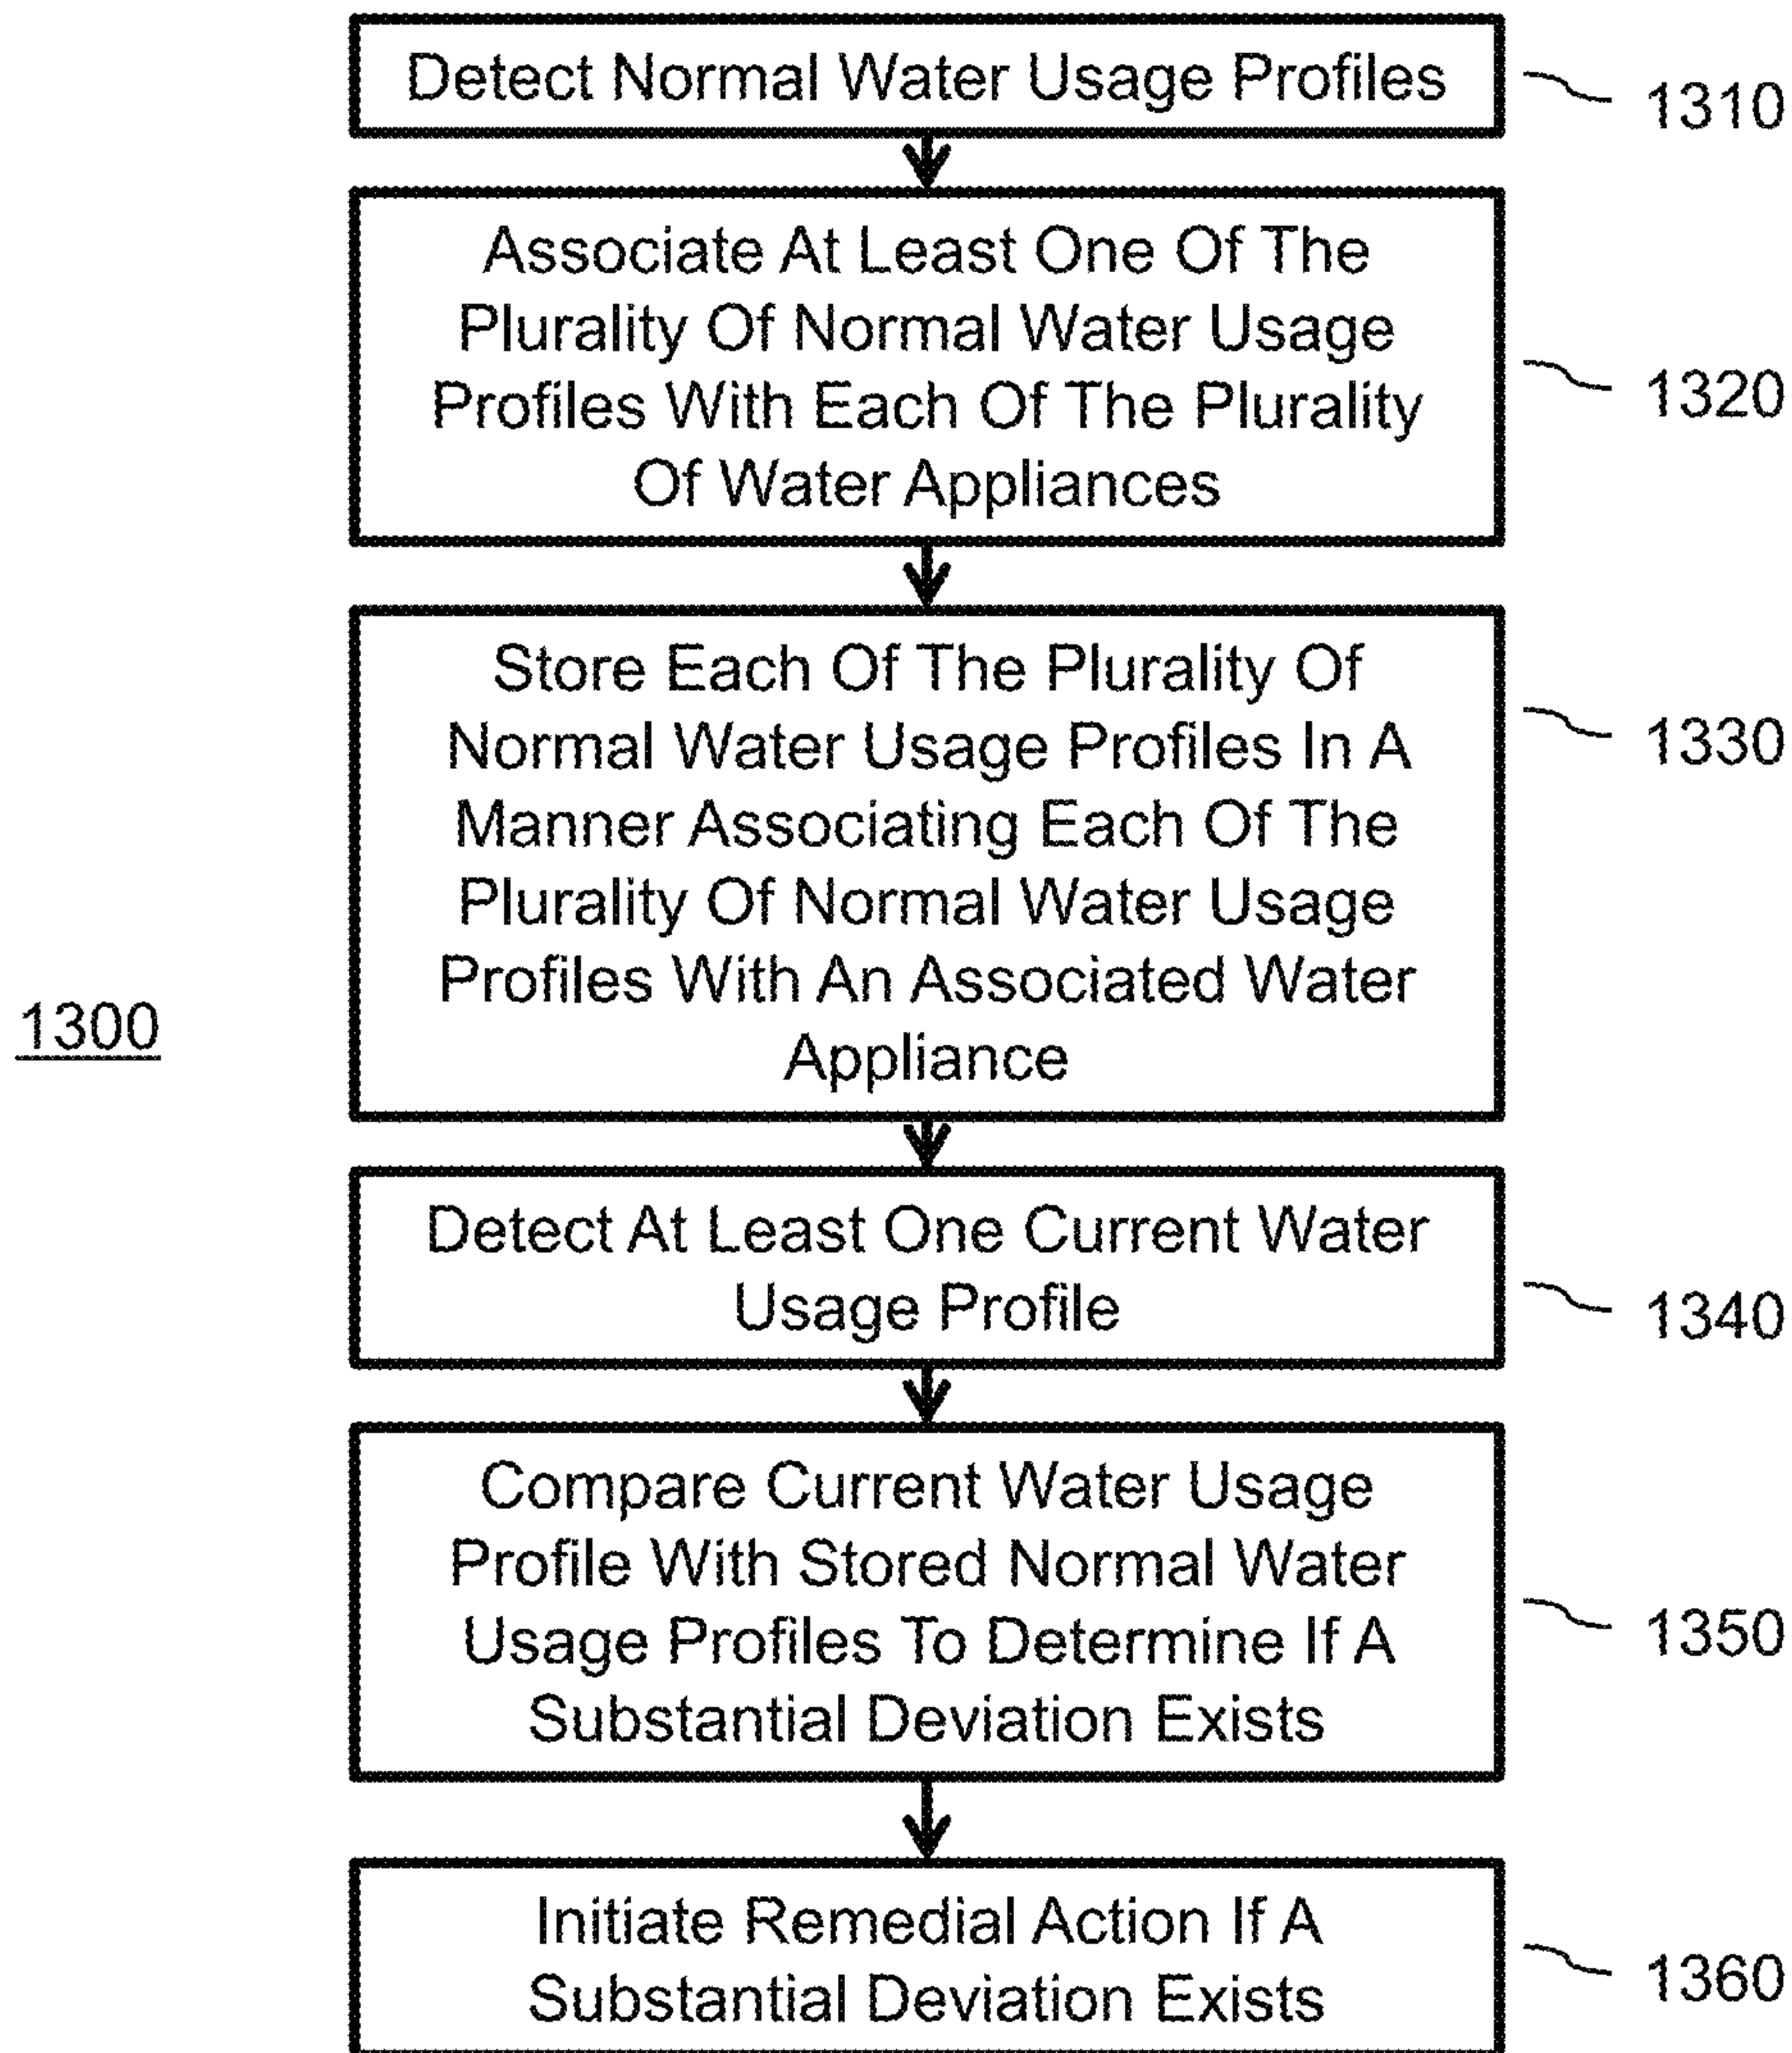 Detect Normal Water Usage Profiles
1310
Associate At Least One Of The
Plurality Of Normal Water Usage
Profiles With Each Of The Plurality
Of Water Appliances
1320
Store Each Of The Plurality Of
Normal Water Usage Profiles In A
Manner Associating Each Of The
Plurality Of Normal Water Usage
Profiles With An Associated Water
Appliance
1330
1300
Detect At Least One Current Water
Usage Profile
1340
Compare Current Water Usage
Profile With Stored Normal Water
Usage Profiles To Determine If A
Substantial Deviation Exists
1350
Initiate Remedial Action If A
Substantial Deviation Exists
1360